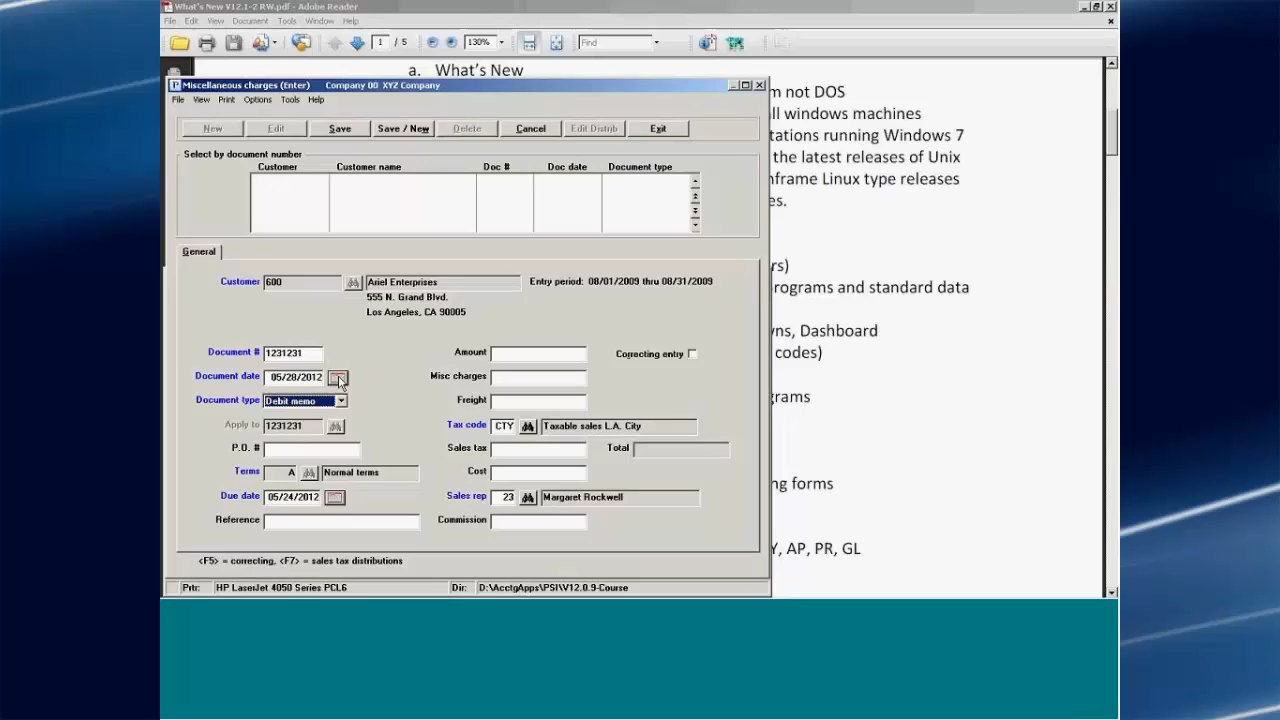 What's New V12.1-2 RW.pdf - Adobe Reader
File Edit View Document Tools Window Help
1 / 5 130% Find
a. What's New
m not DOS
ll windows machines
tations running Windows 7
the latest releases of Unix
nframe Linux type releases
es.
rs)
programs and standard data
wns, Dashboard
codes)
grams
ng forms
Y, AP, PR, GL
Miscellaneous charges (Enter) Company 00 XYZ Company
File View Print Options Tools Help
New Edit Save Save / New Delete Cancel Edit Distrib Exit
Select by document number
Customer Customer name Doc # Doc date Document type
General
Customer 600 Ariel Enterprises Entry period: 08/01/2009 thru 08/31/2009
555 N. Grand Blvd.
Los Angeles, CA 90005
Document # 1231231 Amount Correcting entry
Document date 05/28/2012 Misc charges
Document type Debit memo Freight
Apply to 1231231 Tax code CTY Taxable sales L.A. City
P.O. # Sales tax Total
Terms A Normal terms Cost
Due date 05/24/2012 Sales rep 23 Margaret Rockwell
Reference Commission
<F5> = correcting, <F7> = sales tax distributions
Prtr: HP LaserJet 4050 Series PCL6 Dir: D:\AcctgApps\PSI\V12.0.9-Course